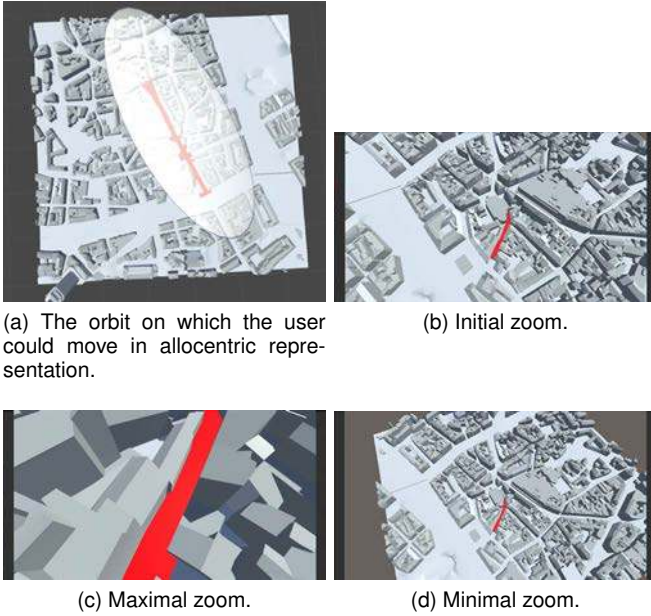 (a) The orbit on which the user
could move in allocentric repre-
sentation.
(b) Initial zoom.
(c) Maximal zoom.
(d) Minimal zoom.